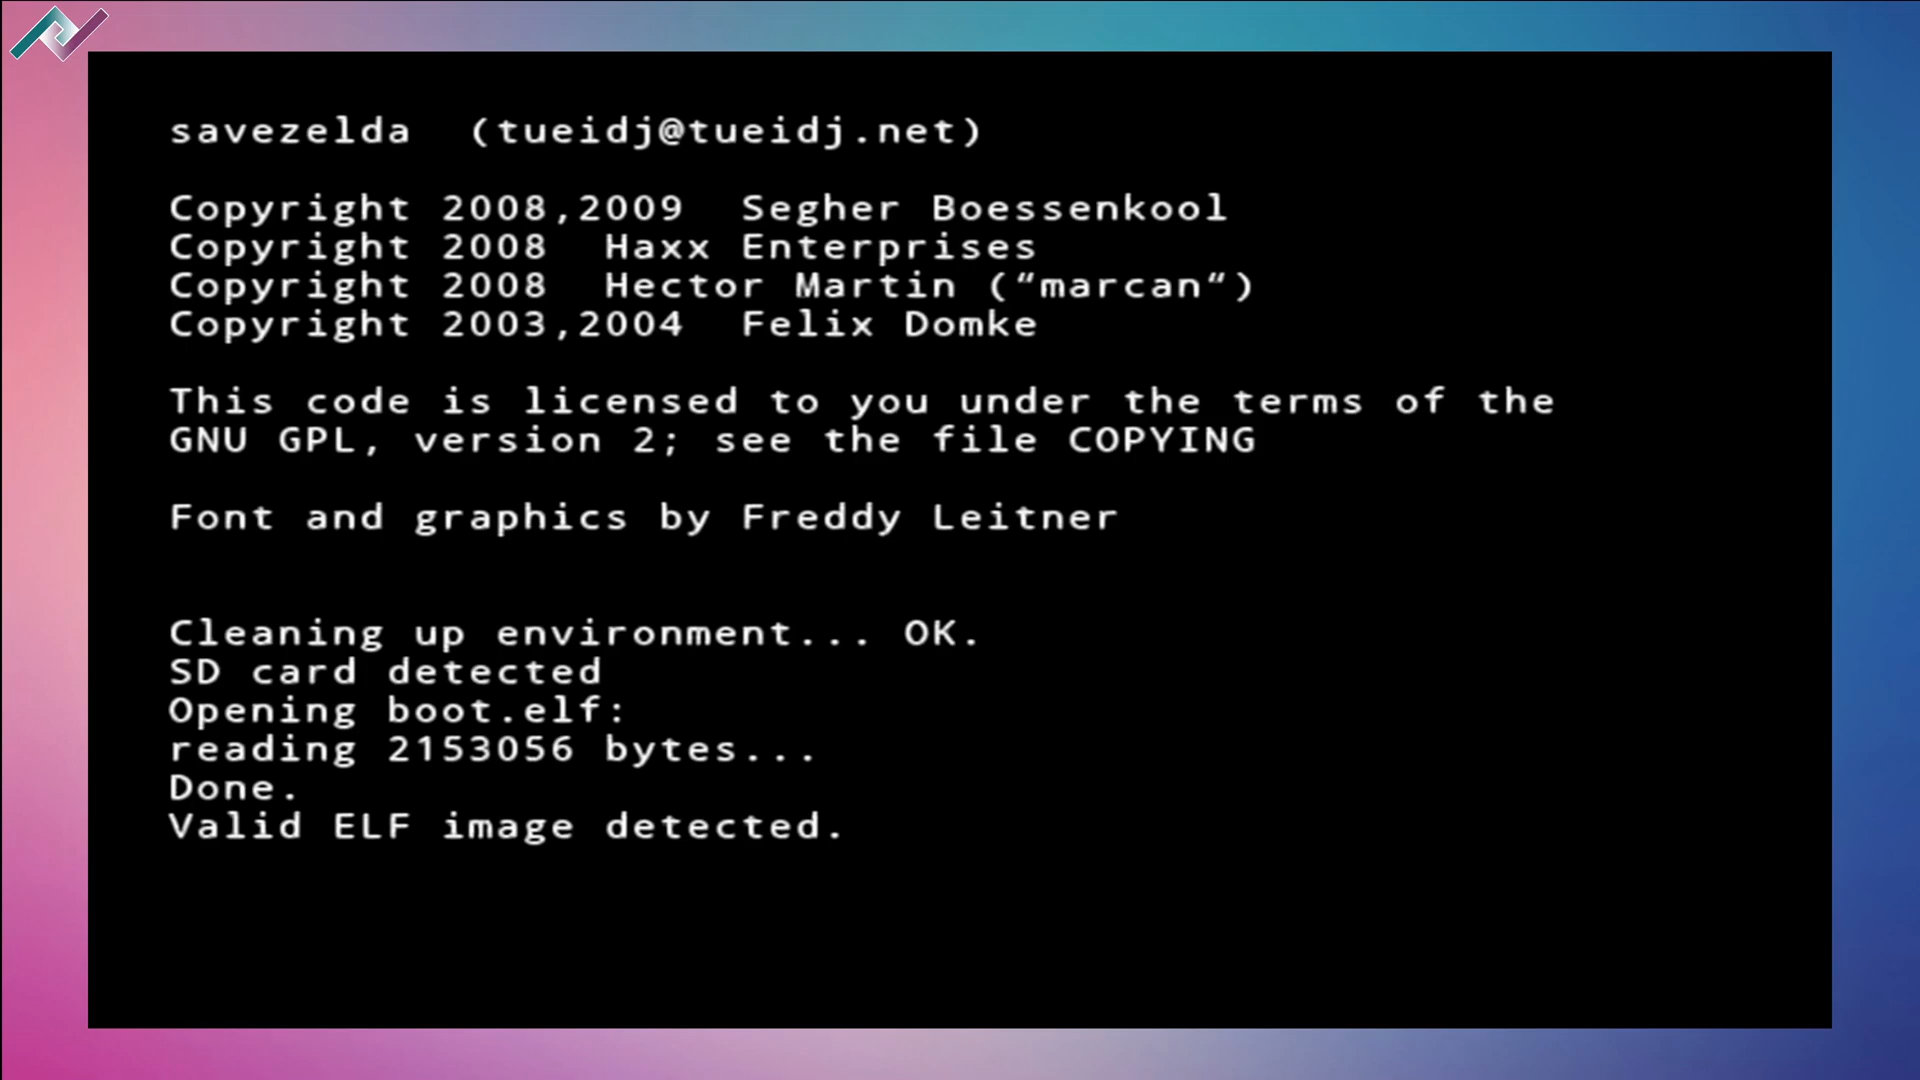 savezelda  (tueidj@tueidj.net)
Copyright 2008,2009  Segher Boessenkool
Copyright 2008  Haxx Enterprises
Copyright 2008  Hector Martin (“marcan“)
Copyright 2003,2004  Felix Domke
This code is licensed to you under the terms of the
GNU GPL, version 2; see the file COPYING
Font and graphics by Freddy Leitner
Cleaning up environment... OK.
SD card detected
Opening boot.elf:
reading 2153056 bytes...
Done.
Valid ELF image detected.